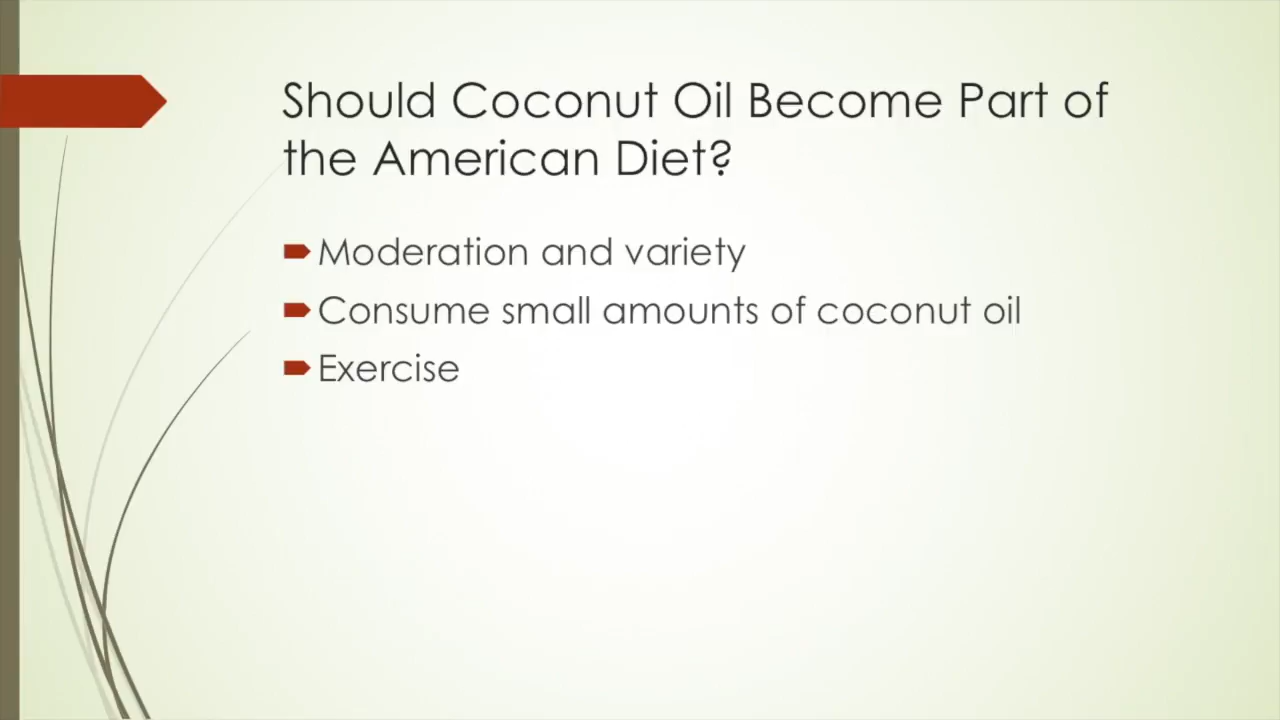 Should Coconut Oil Become Part of
the American Diet?
Moderation and variety
Consume small amounts of coconut oil
Exercise